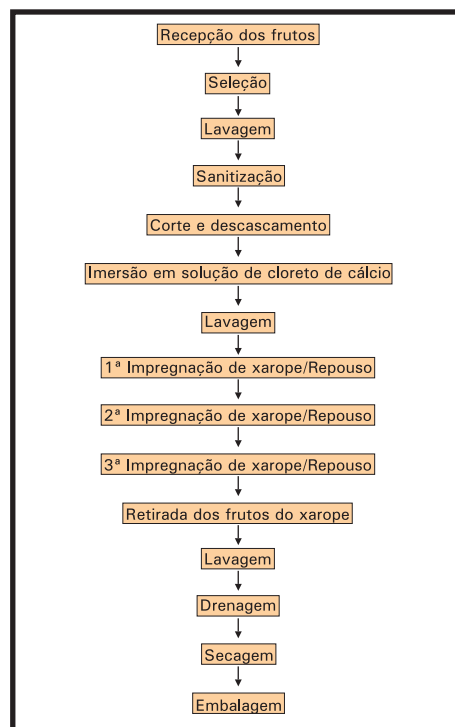 Recepção dos frutos
Seleção
Lavagem
Sanitização
Corte e descascamento
Imersão em solução de cloreto de cálcio
Lavagem
1ª Impregnação de xarope/Repouso
2ª Impregnação de xarope/Repouso
3ª Impregnação de xarope/Repouso
Retirada dos frutos do xarope
Lavagem
Drenagem
Secagem
Embalagem